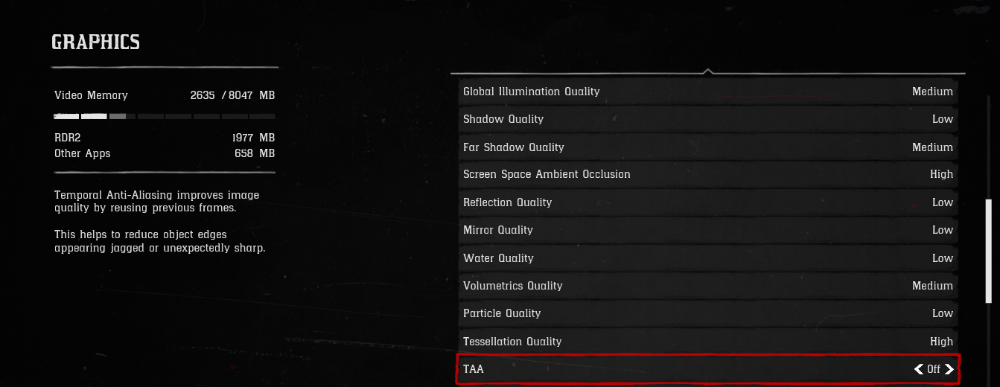 GRAPHICS
Video Memory 2635 / 8047 MB
RDR2 1977 MB
Other Apps 658 MB
Temporal Anti-Aliasing improves image
quality by reusing previous frames.
This helps to reduce object edges
appearing jagged or unexpectedly sharp.
Global Illumination Quality Medium
Shadow Quality Low
Far Shadow Quality Medium
Screen Space Ambient Occlusion High
Reflection Quality Low
Mirror Quality Low
Water Quality Low
Volumetrics Quality Medium
Particle Quality Low
Tessellation Quality High
TAA Off